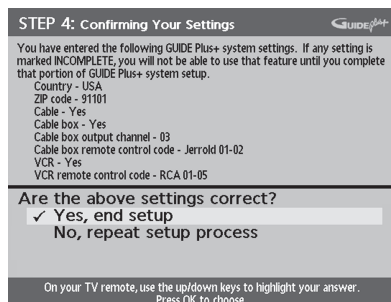 STEP 4: Confirming Your Settings
GUIDE Plus+
You have entered the following GUIDE Plus+ system settings. If any setting is
marked INCOMPLETE, you will not be able to use that feature until you complete
that portion of GUIDE Plus+ system setup.
Country - USA
ZIP code - 91101
Cable - Yes
Cable box - Yes
Cable box output channel - 03
Cable box remote control code - Jerrold 01-02
VCR - Yes
VCR remote control code - RCA 01-05
Are the above settings correct?
✓ Yes, end setup
No, repeat setup process
On your TV remote, use the up/down keys to highlight your answer.
Press OK to choose